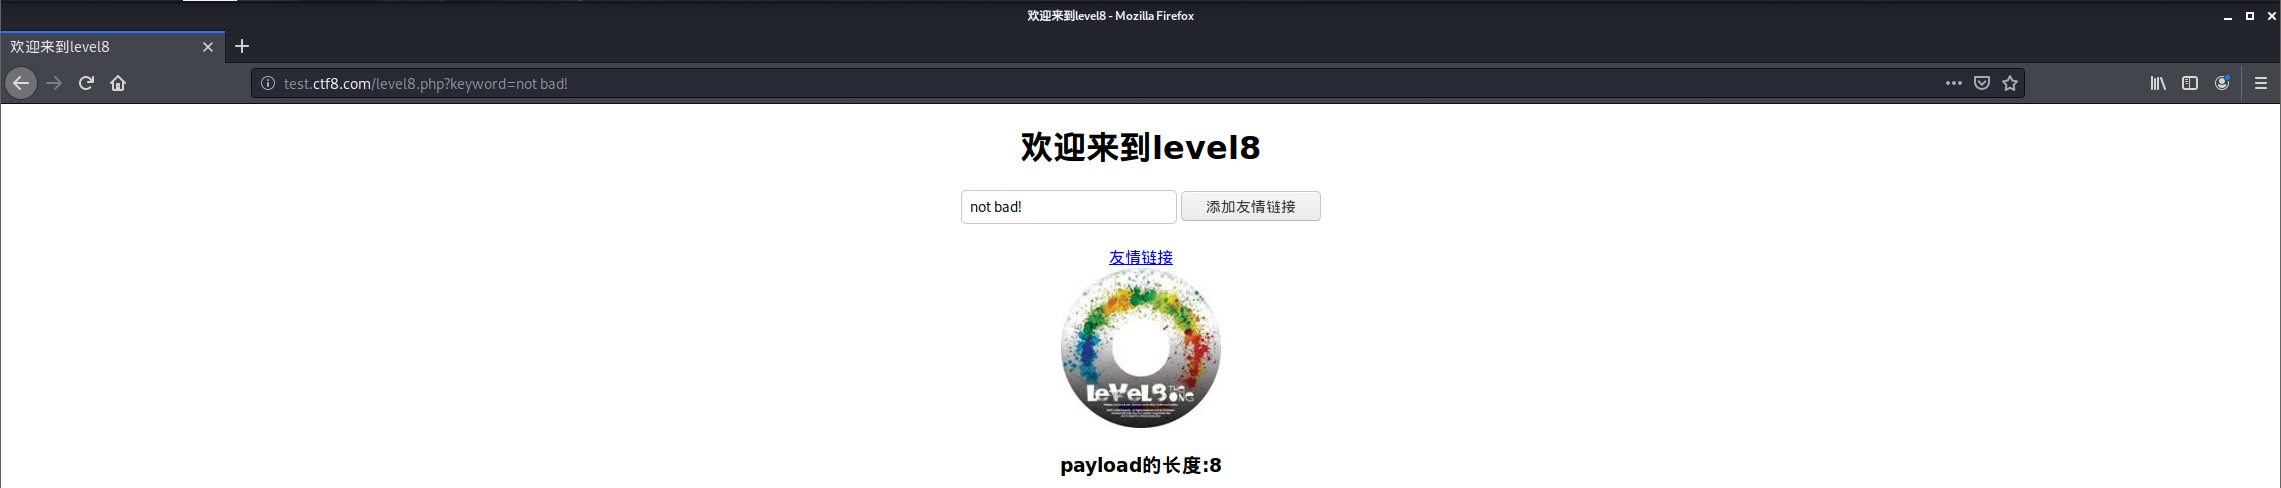 欢迎来到level8 - Mozilla Firefox
欢迎来到level8
test.ctf8.com/level8.php?keyword=not bad!
欢迎来到level8
not bad! 添加友情链接
友情链接
LeVeL8 THE SONG
payload的长度:8